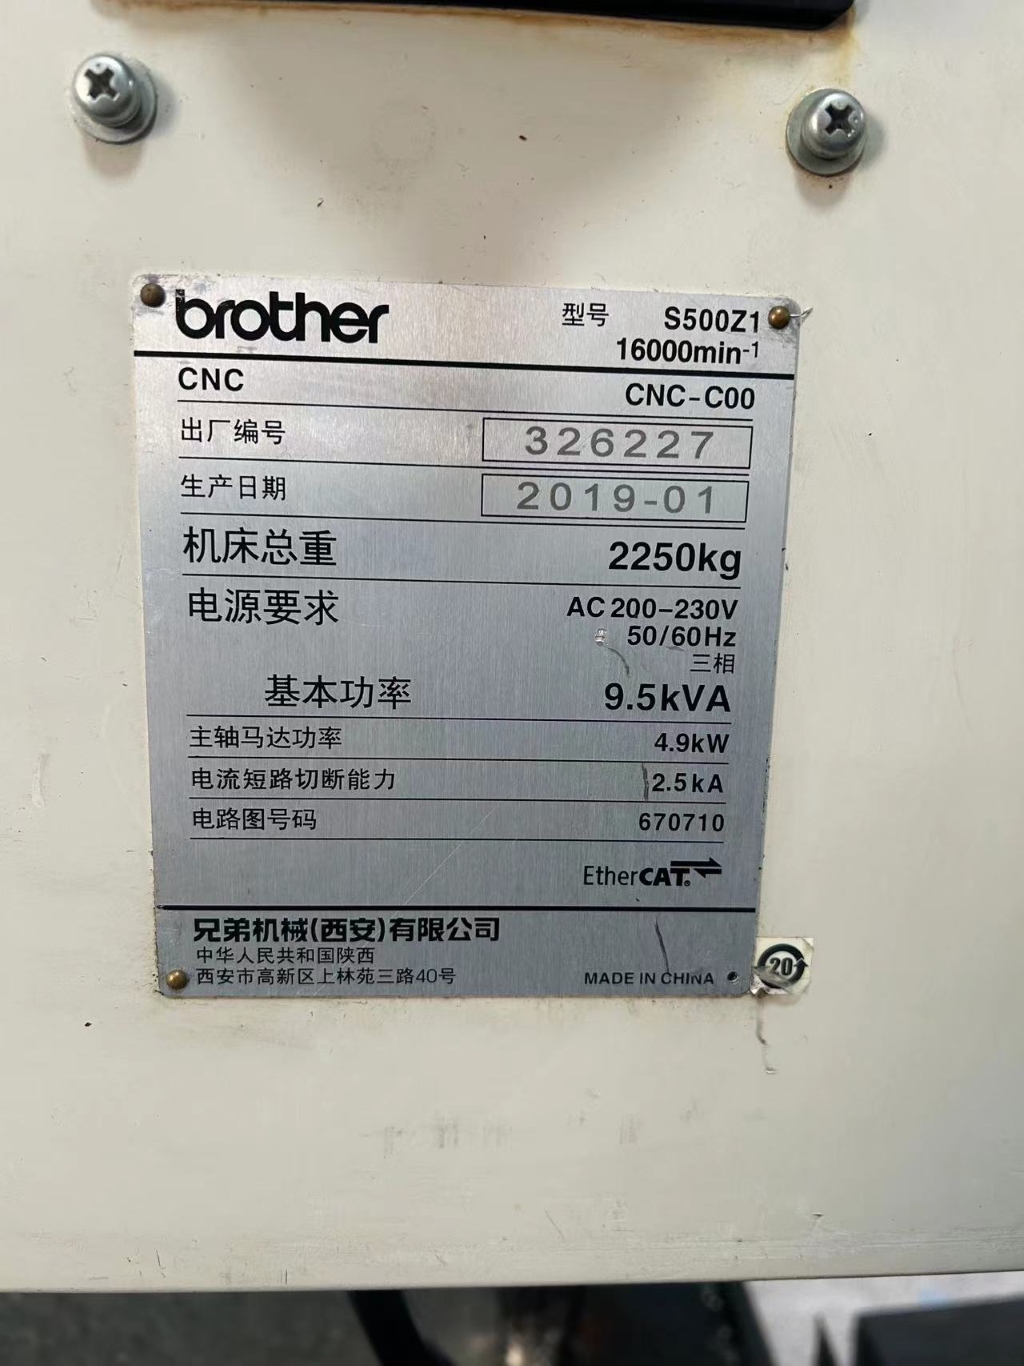 brother 型号 S500Z1
16000min-1
CNC CNC-C00
出厂编号 326227
生产日期 2019-01
机床总重 2250kg
电源要求 AC 200-230V
50/60Hz
三相
基本功率 9.5kVA
主轴马达功率 4.9kW
电流短路切断能力 2.5kA
电路图号码 670710
EtherCAT®
兄弟机械(西安)有限公司
中华人民共和国陕西
西安市高新区上林苑三路40号 MADE IN CHINA
20